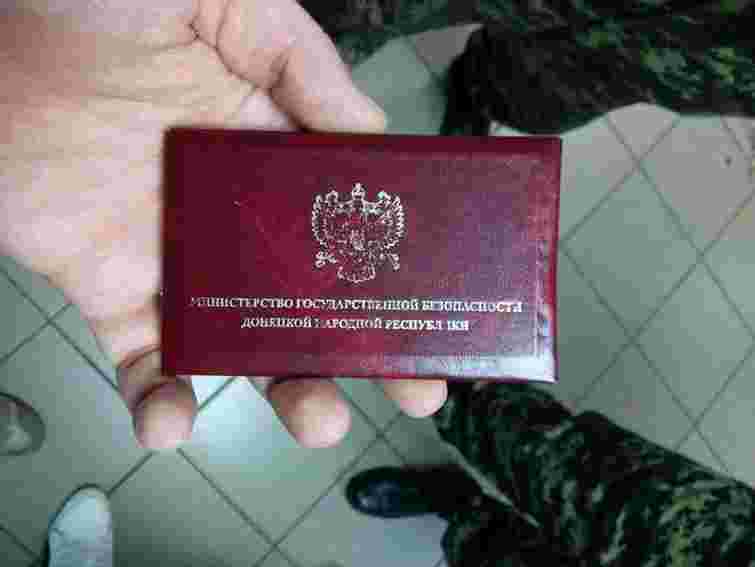 МИНИСТЕРСТВО ГОСУДАРСТВЕННОЙ БЕЗОПАСНОСТИ
ДОНЕЦКОЙ НАРОДНОЙ РЕСПУБЛИКИ